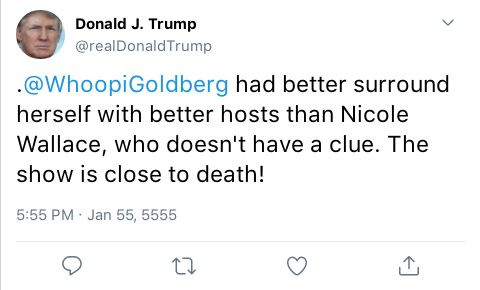 Donald J. Trump
@realDonaldTrump
.@WhoopiGoldberg had better surround
herself with better hosts than Nicole
Wallace, who doesn't have a clue. The
show is close to death!
5:55 PM · Jan 55, 5555